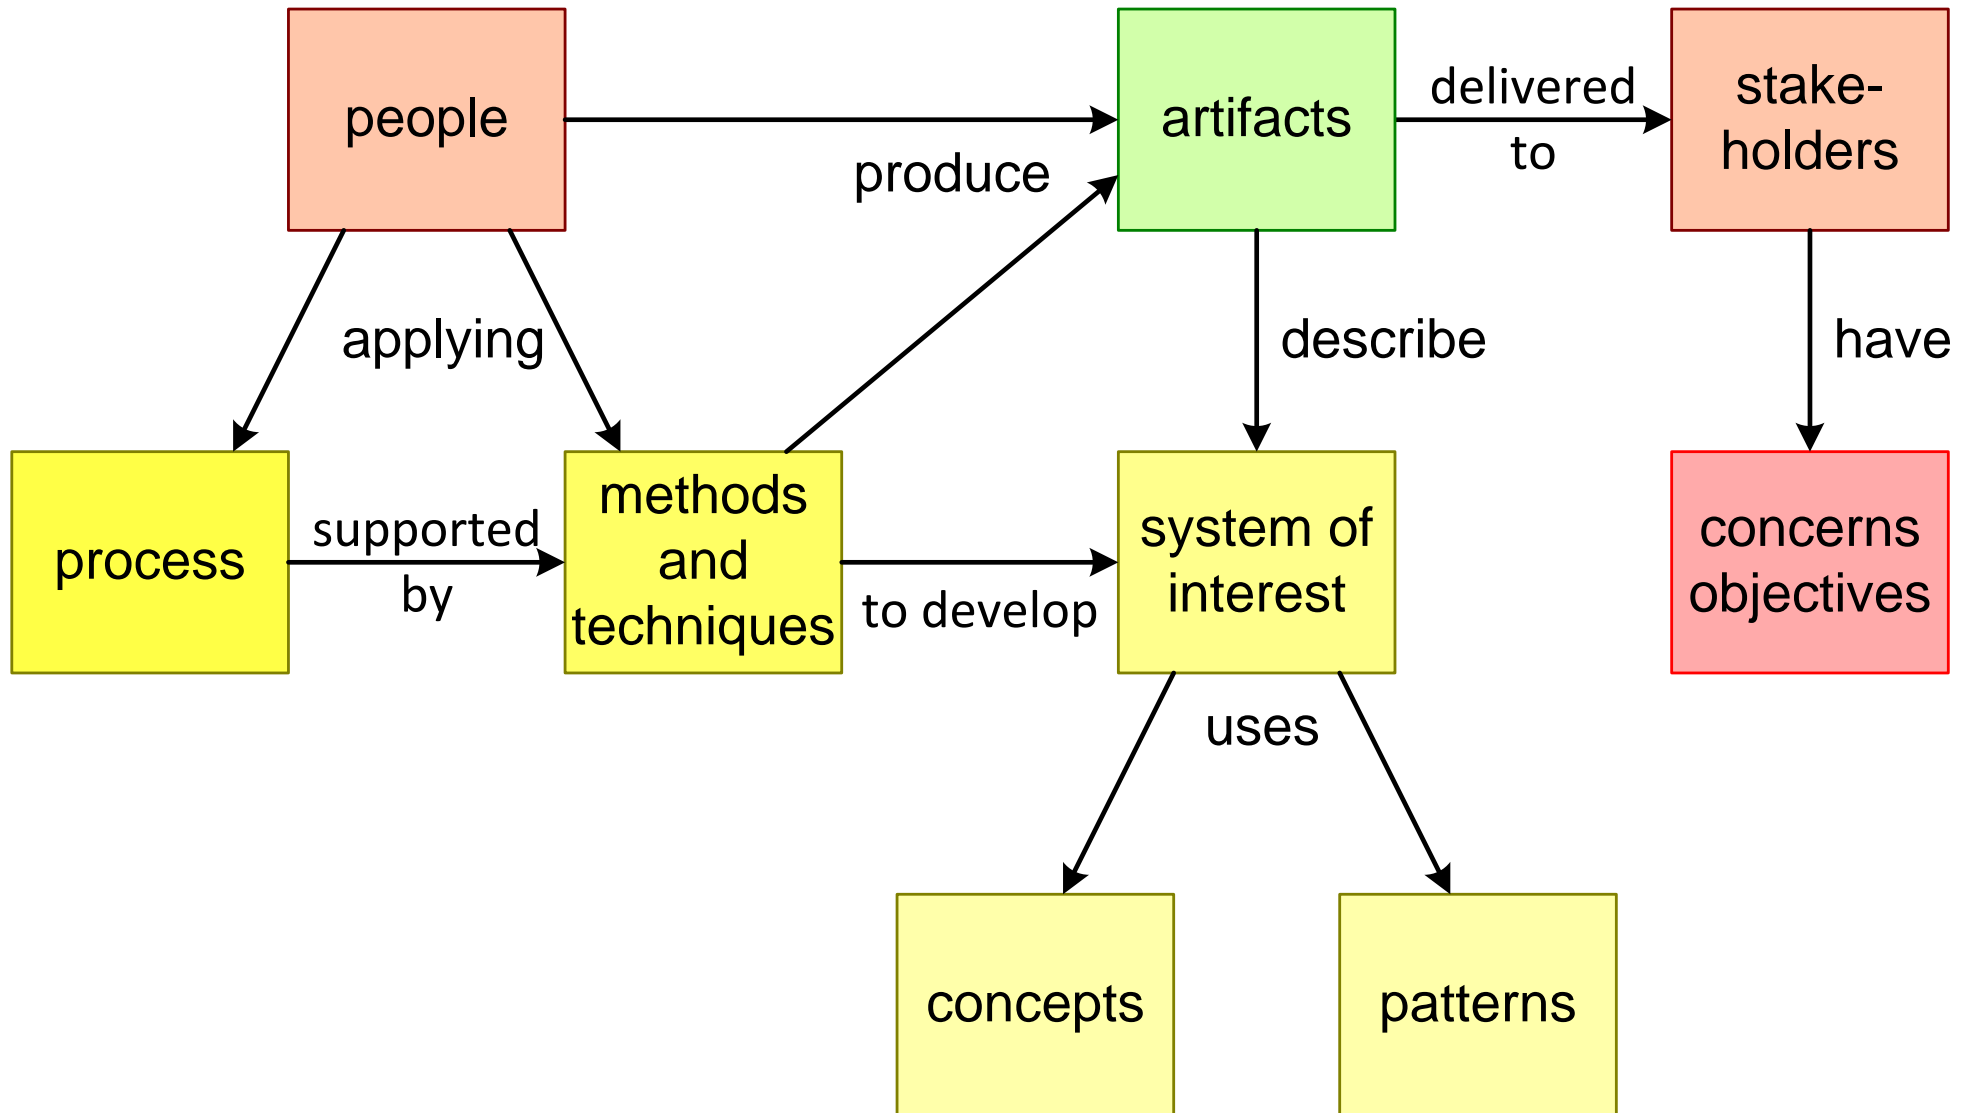 people
artifacts
delivered
to
stake-
holders
produce
applying
describe
have
process
supported
by
methods
and
techniques
to develop
system of
interest
concerns
objectives
uses
concepts
patterns